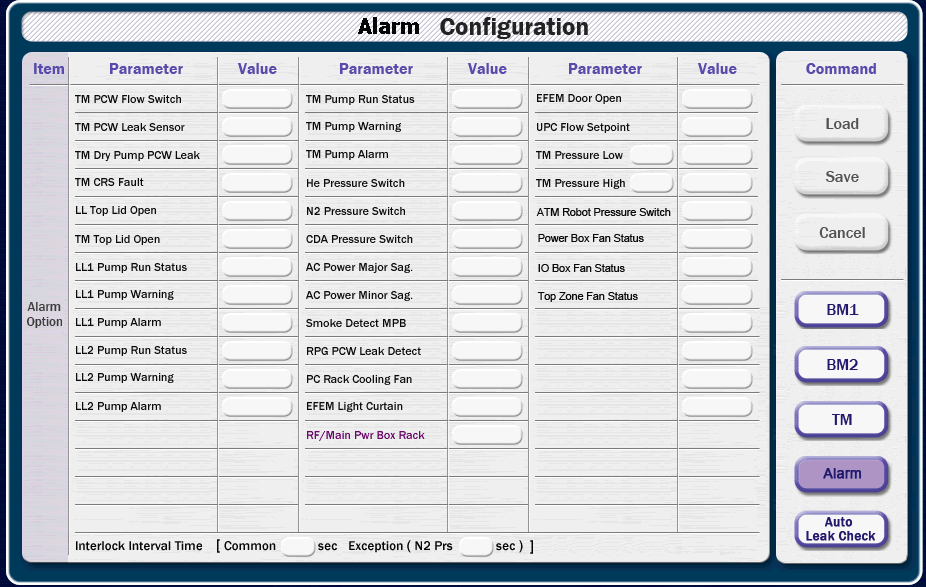 Alarm Configuration
Item Parameter Value Parameter Value Parameter Value Command
TM PCW Flow Switch TM Pump Run Status EFEM Door Open
TM PCW Leak Sensor TM Pump Warning UPC Flow Setpoint Load
TM Dry Pump PCW Leak TM Pump Alarm TM Pressure Low
TM CRS Fault He Pressure Switch TM Pressure High Save
LL Top Lid Open N2 Pressure Switch ATM Robot Pressure Switch
TM Top Lid Open CDA Pressure Switch Power Box Fan Status Cancel
LL1 Pump Run Status AC Power Major Sag. IO Box Fan Status
LL1 Pump Warning AC Power Minor Sag. Top Zone Fan Status
Alarm
Option
BM1
LL1 Pump Alarm Smoke Detect MPB
LL2 Pump Run Status RPG PCW Leak Detect
BM2
LL2 Pump Warning PC Rack Cooling Fan
LL2 Pump Alarm EFEM Light Curtain
TM
RF/Main Pwr Box Rack
Alarm
Auto
Leak Check
Interlock Interval Time [ Common sec Exception ( N2 Prs sec ) ]